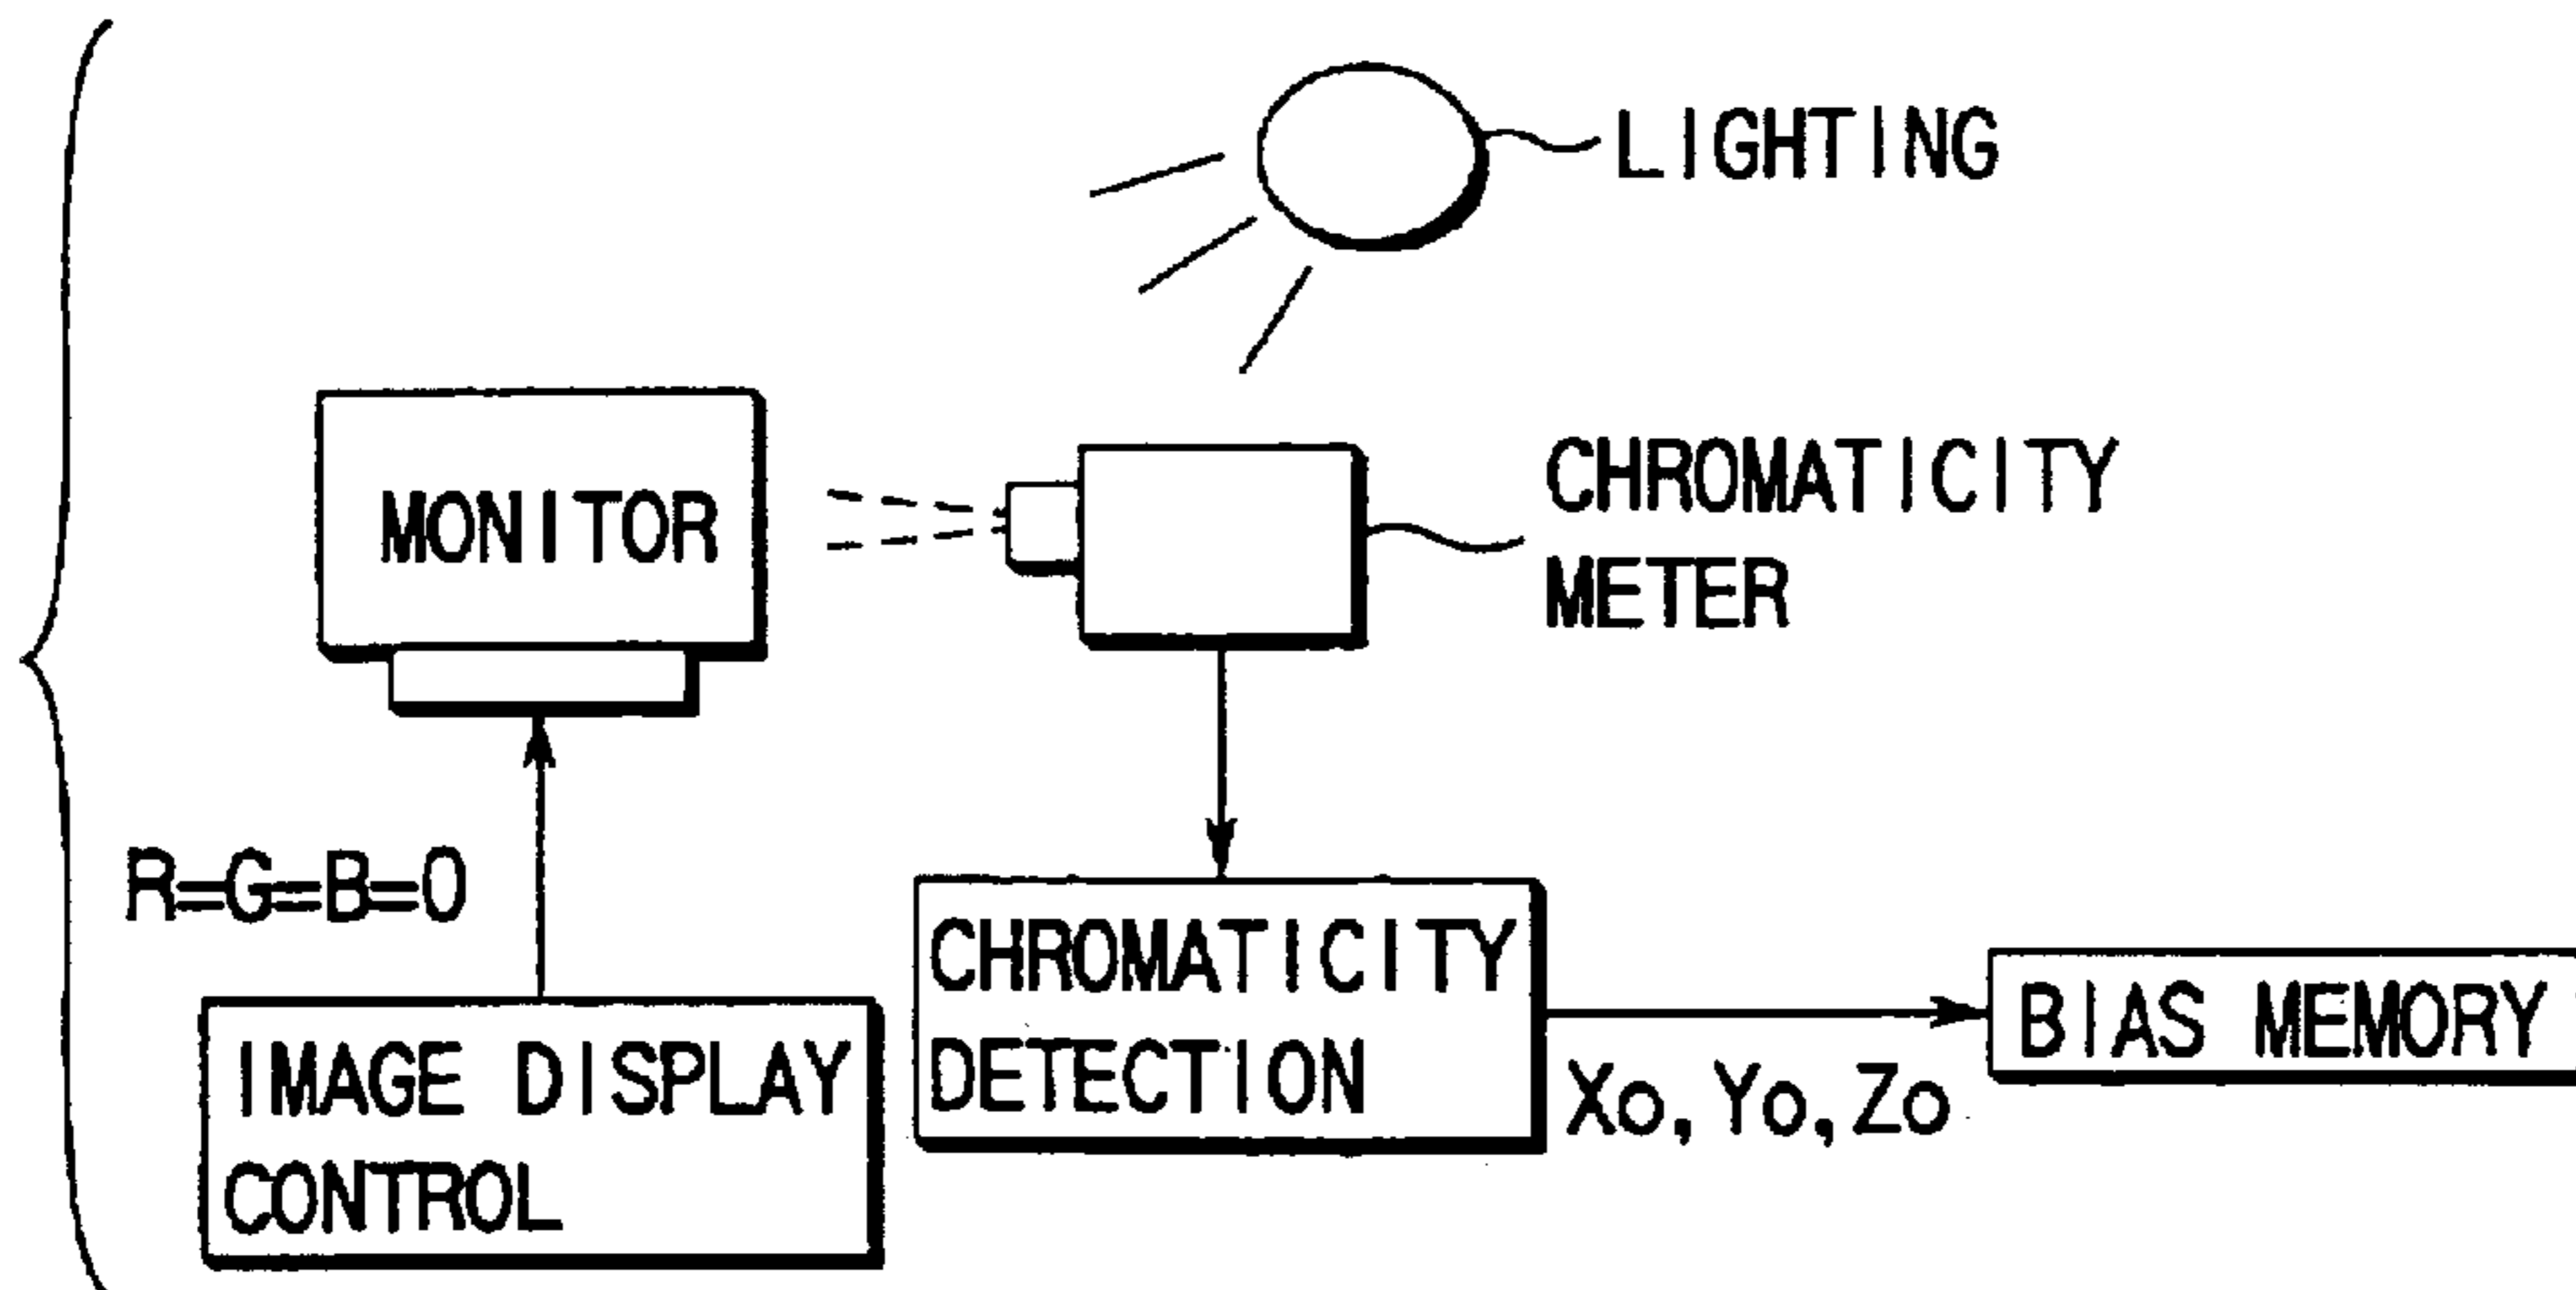 LIGHTING
MONITOR
CHROMATICITY
METER
R=G=B=0
CHROMATICITY
DETECTION
IMAGE DISPLAY
CONTROL
BIAS MEMORY
Xo, Yo, Zo